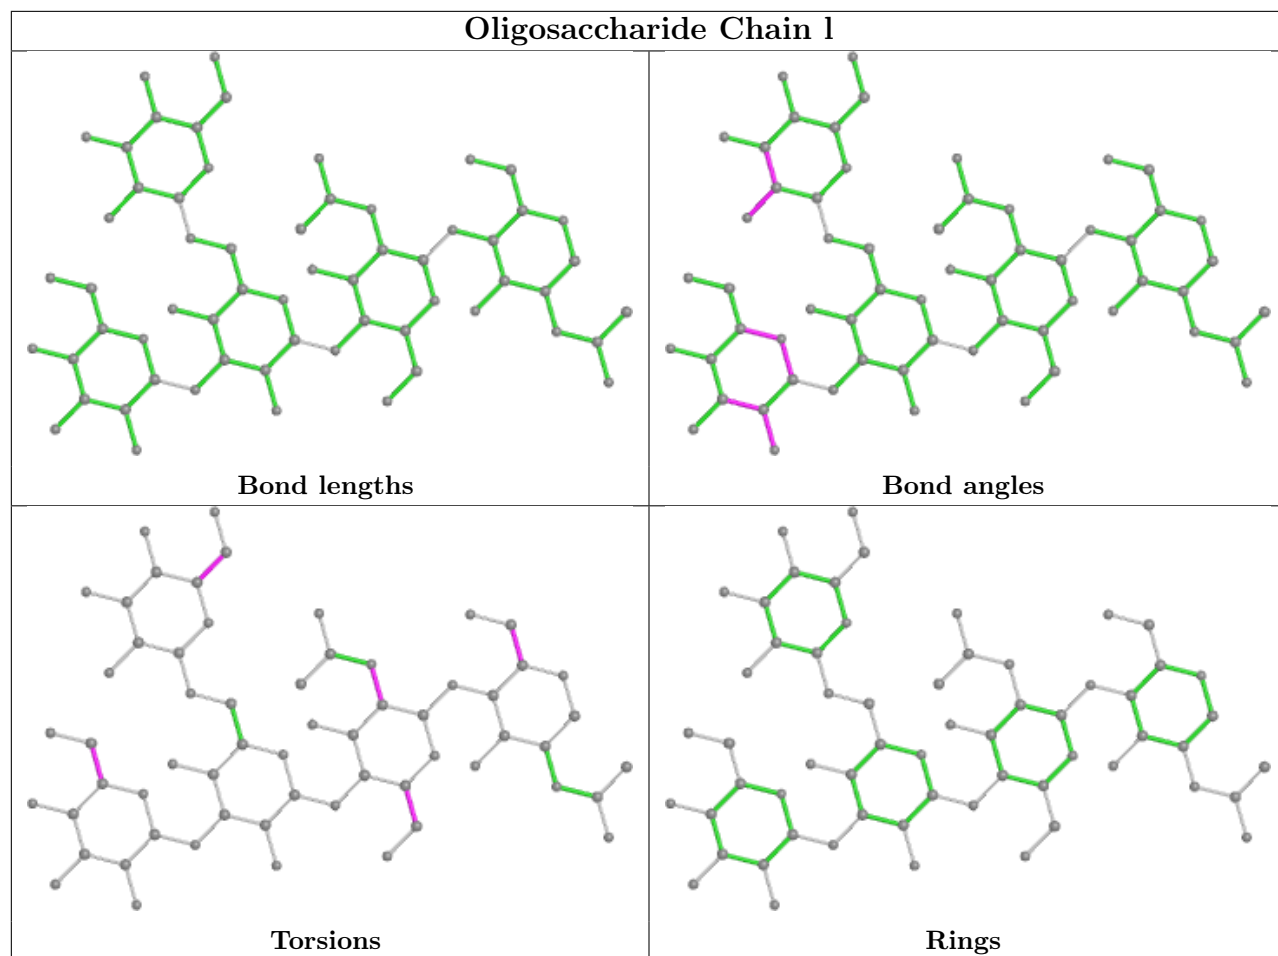 Oligosaccharide Chain l
Bond lengths
Bond angles
Torsions
Rings